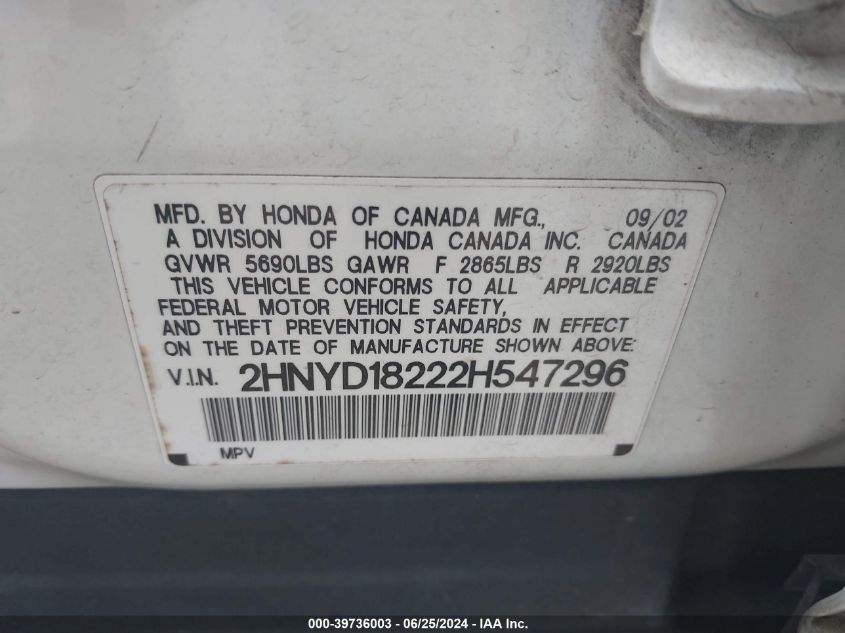 MFD. BY HONDA OF CANADA MFG., 09/02
A DIVISION OF HONDA CANADA INC. CANADA
GVWR 5690LBS GAWR F 2865LBS R 2920LBS
THIS VEHICLE CONFORMS TO ALL APPLICABLE
FEDERAL MOTOR VEHICLE SAFETY,
AND THEFT PREVENTION STANDARDS IN EFFECT
ON THE DATE OF MANUFACTURE SHOWN ABOVE:
V.I.N. 2HNYD18222H547296
MPV
000-39736003 - 06/25/2024 - IAAI Inc.